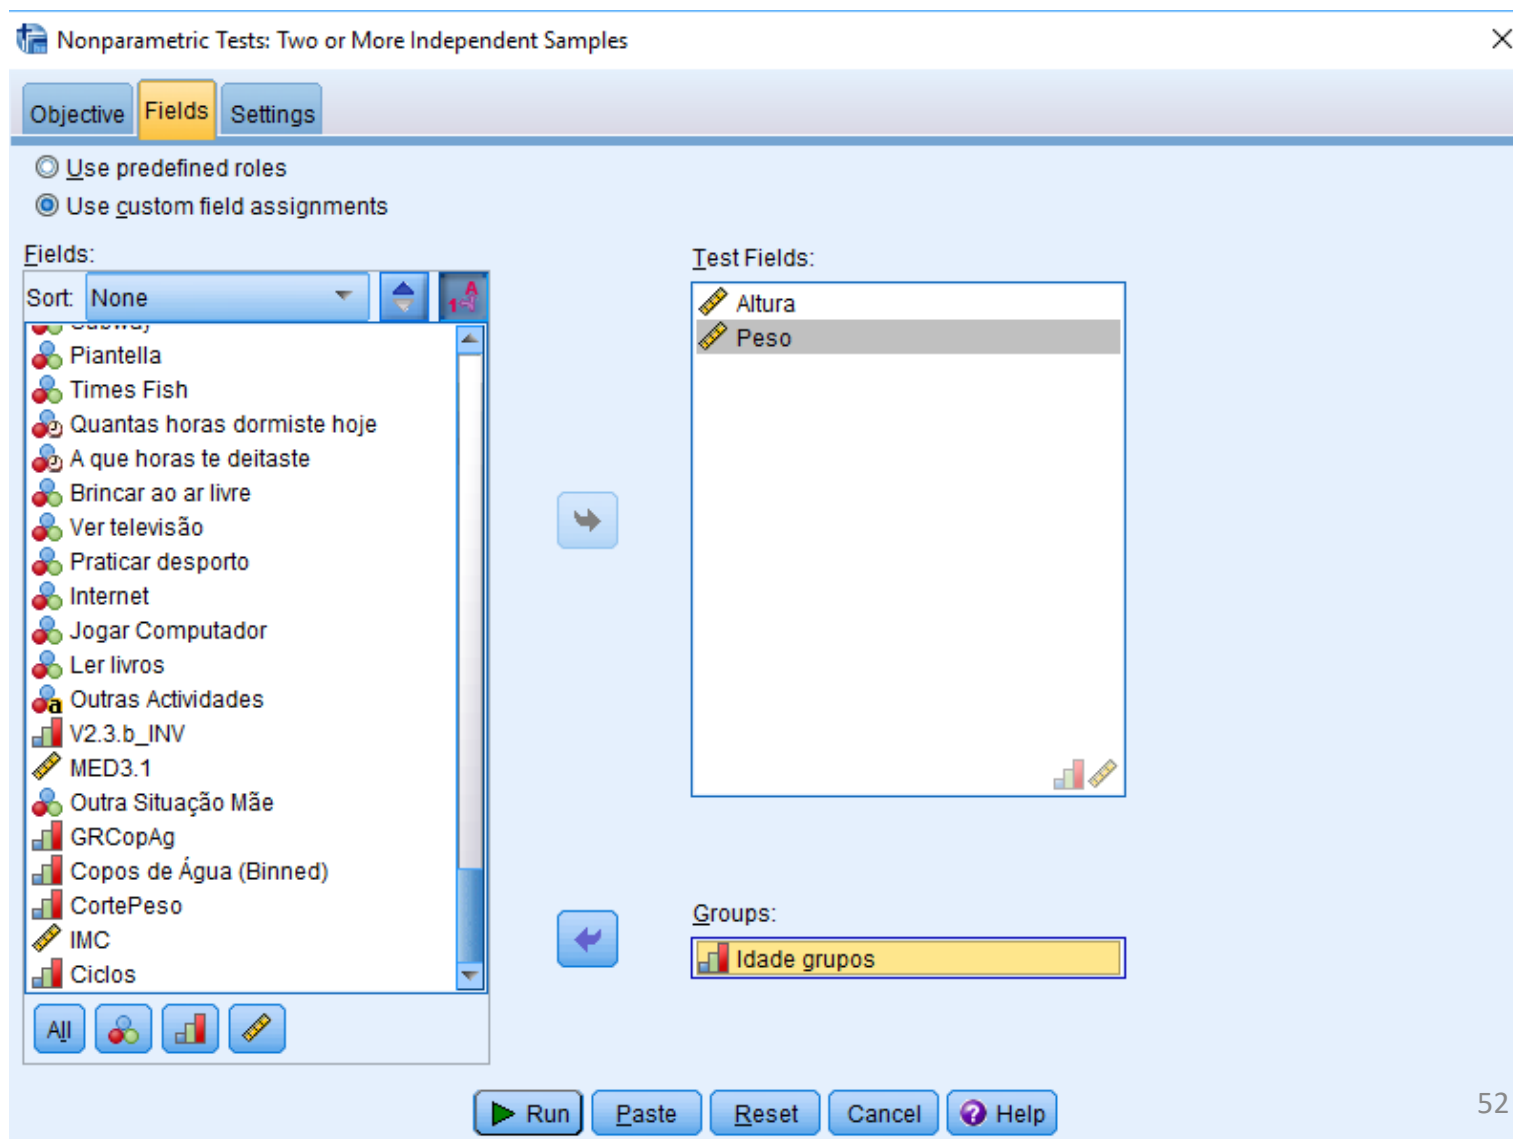 Nonparametric Tests: Two or More Independent Samples
Objective Fields Settings
Use predefined roles
Use custom field assignments
Fields:
Sort: None
Subway
Piantella
Times Fish
Quantas horas dormiste hoje
A que horas te deitaste
Brincar ao ar livre
Ver televisão
Praticar desporto
Internet
Jogar Computador
Ler livros
Outras Actividades
V2.3.b_INV
MED3.1
Outra Situação Mãe
GRCopAg
Copos de Água (Binned)
CortePeso
IMC
Ciclos
All
Test Fields:
Altura
Peso
Groups:
Idade grupos
Run Paste Reset Cancel Help
52